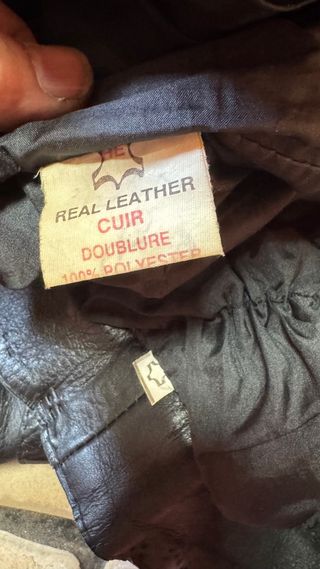 REAL LEATHER
CUIR
DOUBLURE
100% POLYESTER